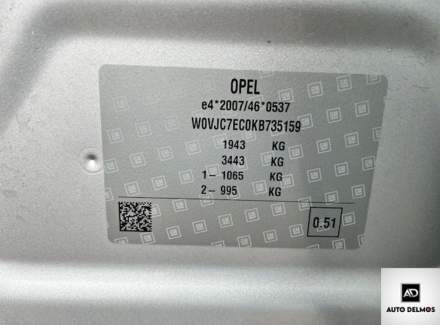 OPEL
e4*2007/46*0537
W0VJC7EC0KB735159
1943 KG
3443 KG
1- 1065 KG
2- 995 KG
0.51
AD
AUTO DELMOS